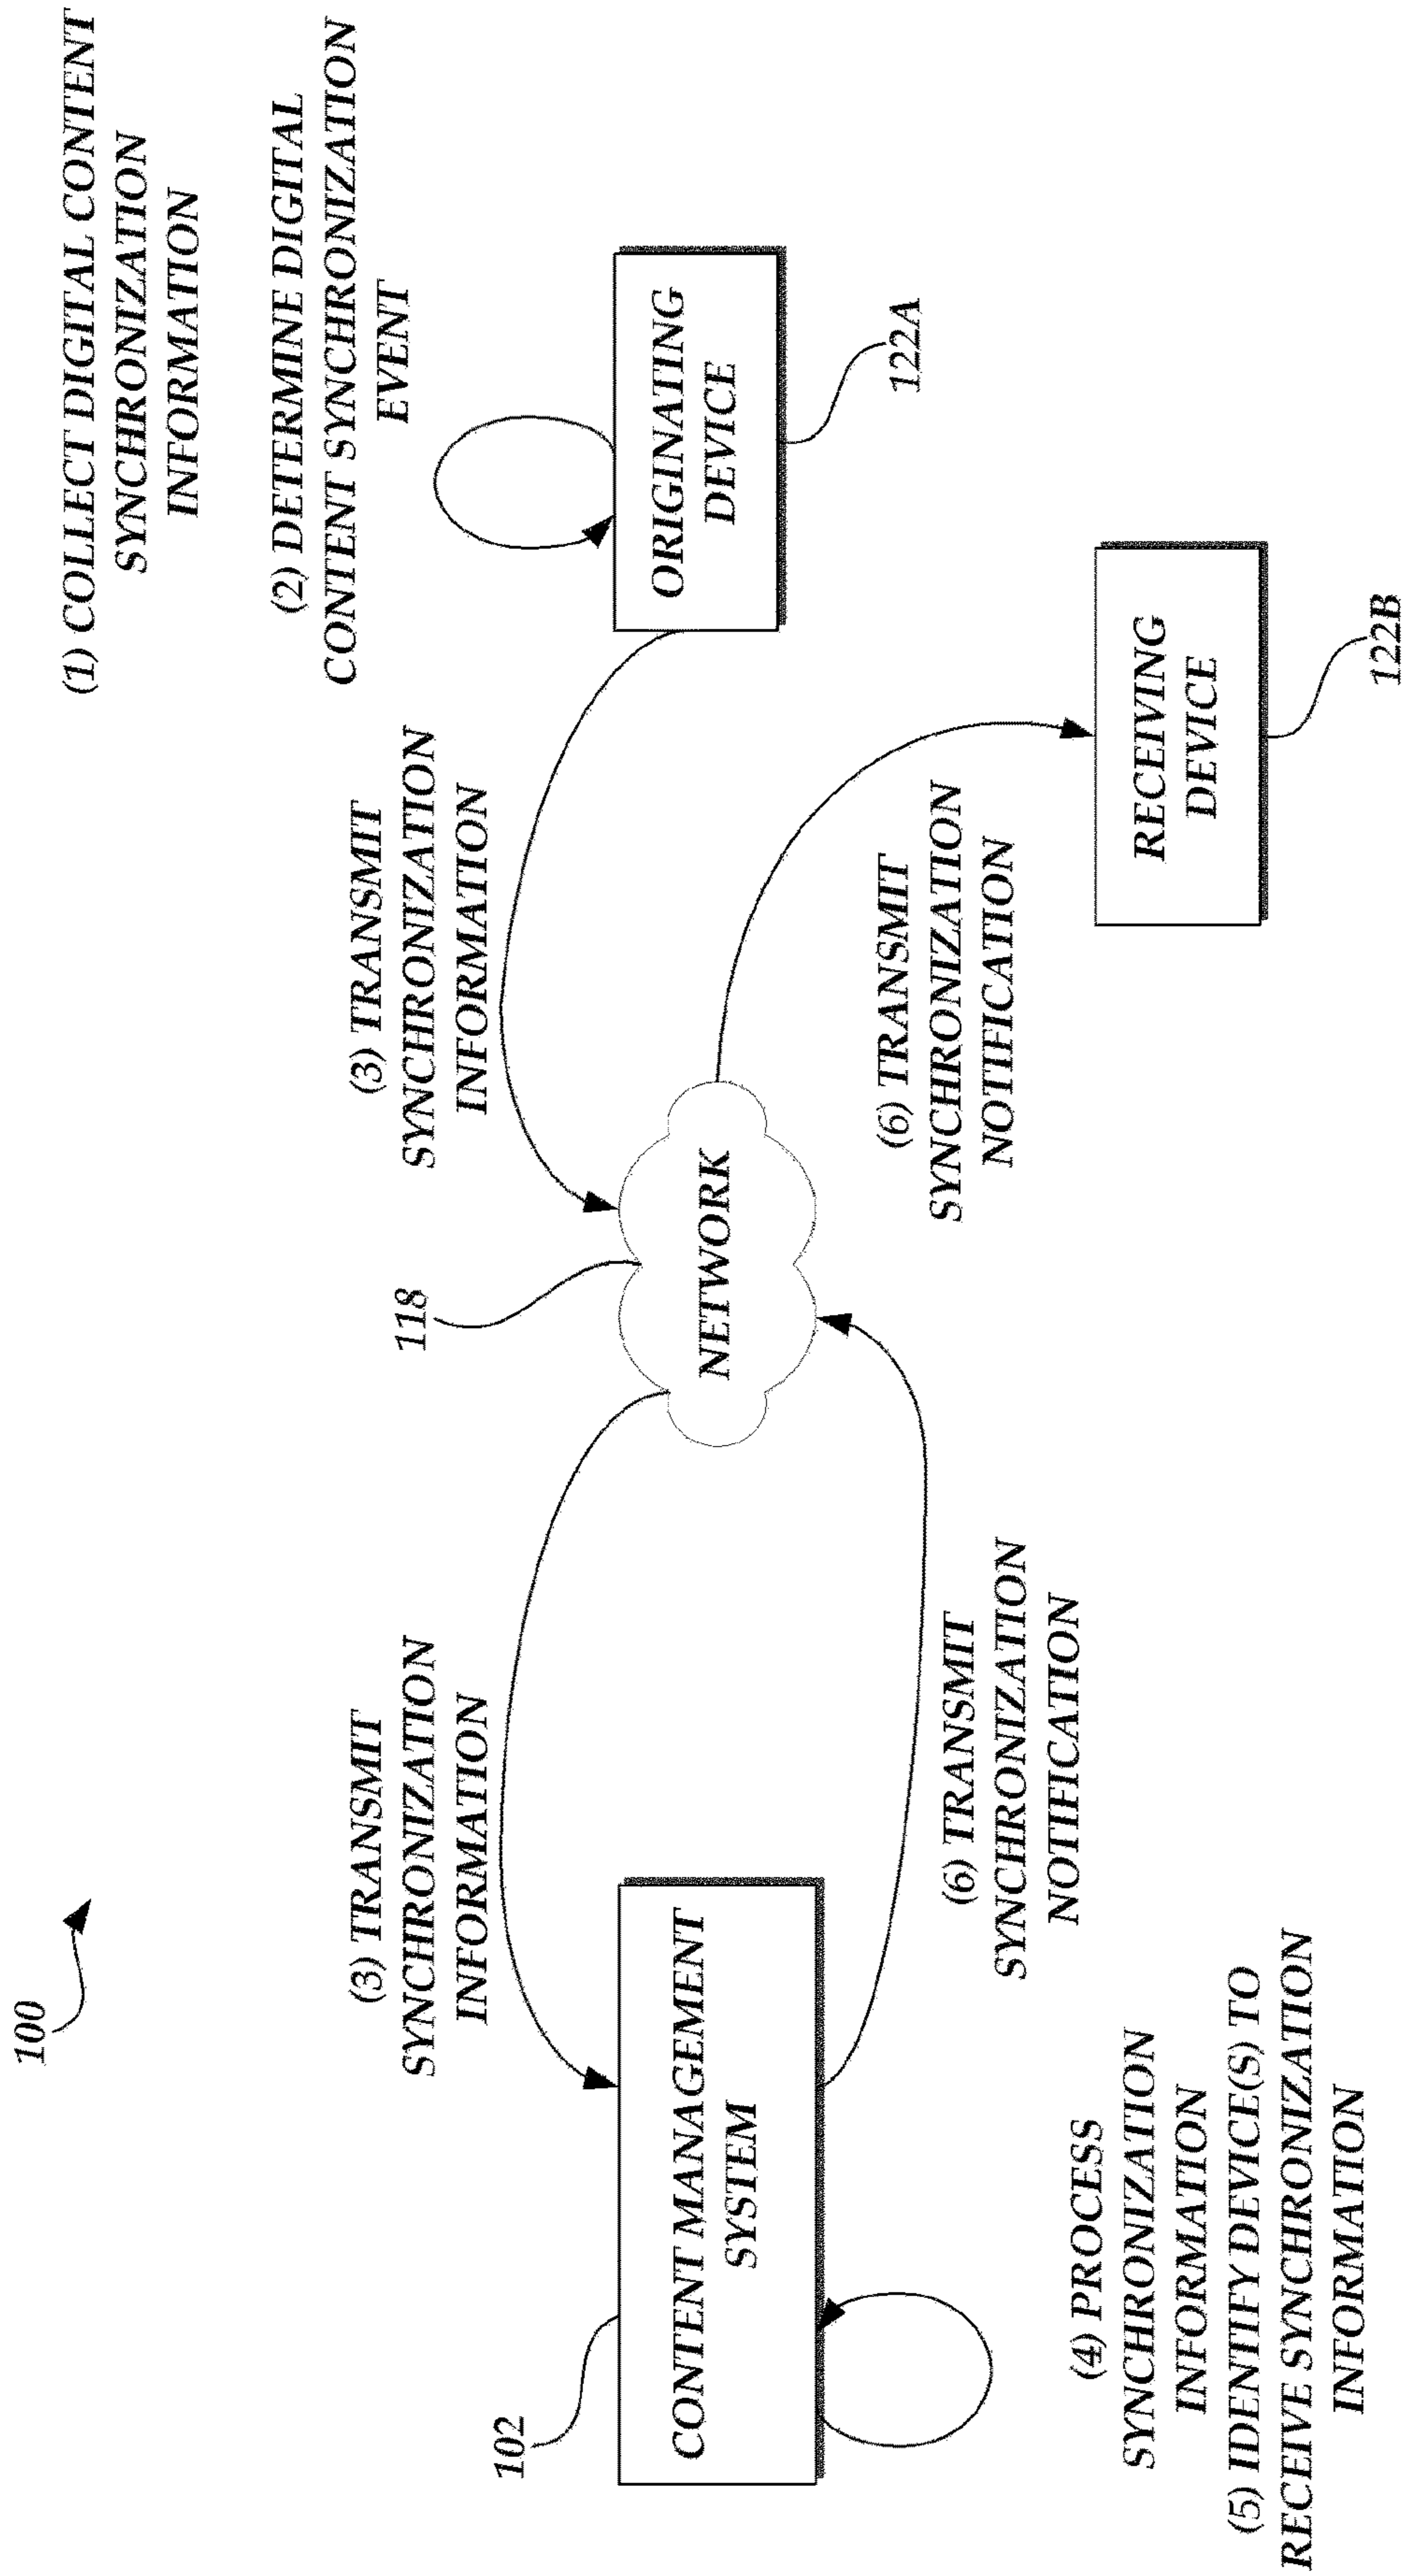 100
(1) COLLECT DIGITAL CONTENT
SYNCHRONIZATION
INFORMATION
(2) DETERMINE DIGITAL
CONTENT SYNCHRONIZATION
EVENT
(3) TRANSMIT
SYNCHRONIZATION
INFORMATION
(3) TRANSMIT
SYNCHRONIZATION
INFORMATION
118
102
CONTENT MANAGEMENT
SYSTEM
NETWORK
ORIGINATING
DEVICE
122A
(6) TRANSMIT
SYNCHRONIZATION
NOTIFICATION
(6) TRANSMIT
SYNCHRONIZATION
NOTIFICATION
RECEIVING
DEVICE
122B
(4) PROCESS
SYNCHRONIZATION
INFORMATION
(5) IDENTIFY DEVICE(S) TO
RECEIVE SYNCHRONIZATION
INFORMATION